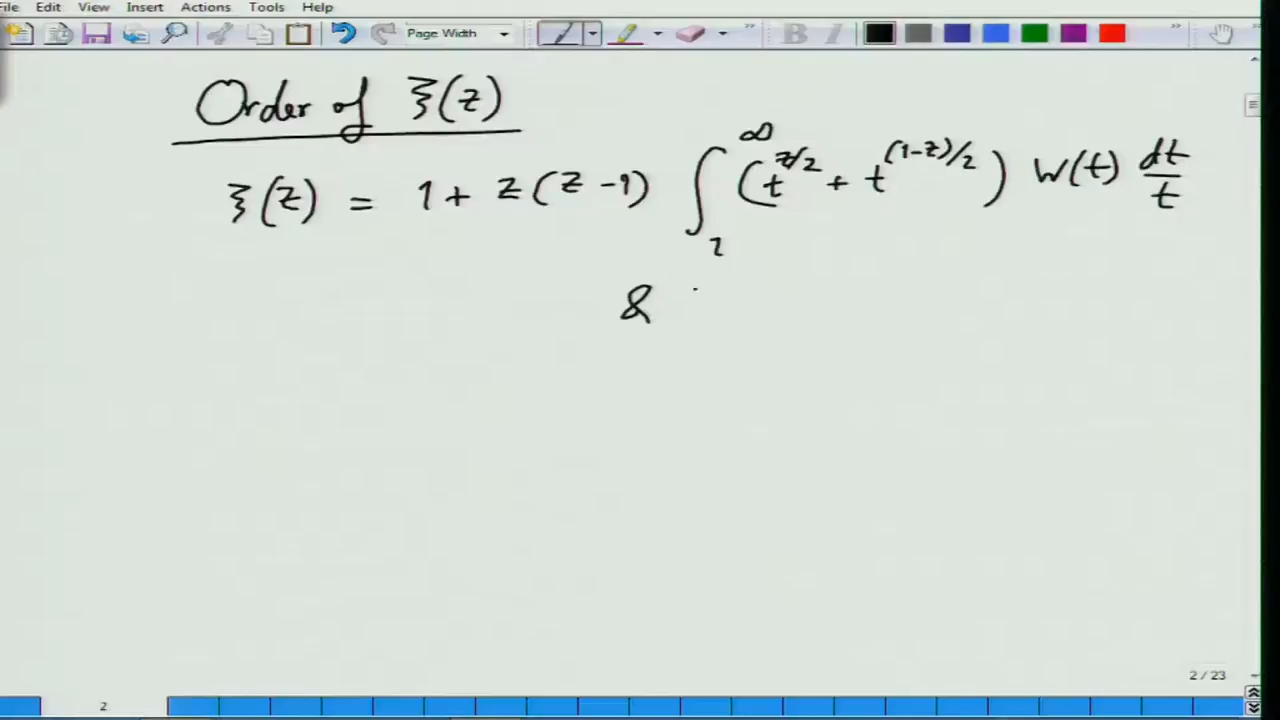 File Edit View Insert Actions Tools Help
Page Width
Order of ξ(z)
ξ(z) = 1 + z(z-1) ∫₁^∞ (t^{z/2} + t^{(1-z)/2}) W(t) dt/t
&
2 / 23
2